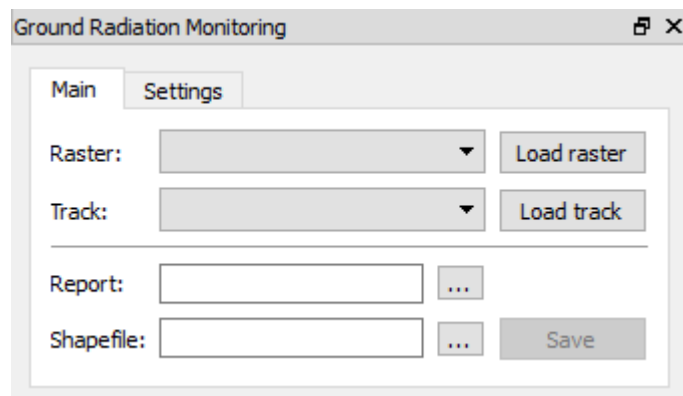 Ground Radiation Monitoring
Main Settings
Raster: Load raster
Track: Load track
Report: ...
Shapefile: ... Save